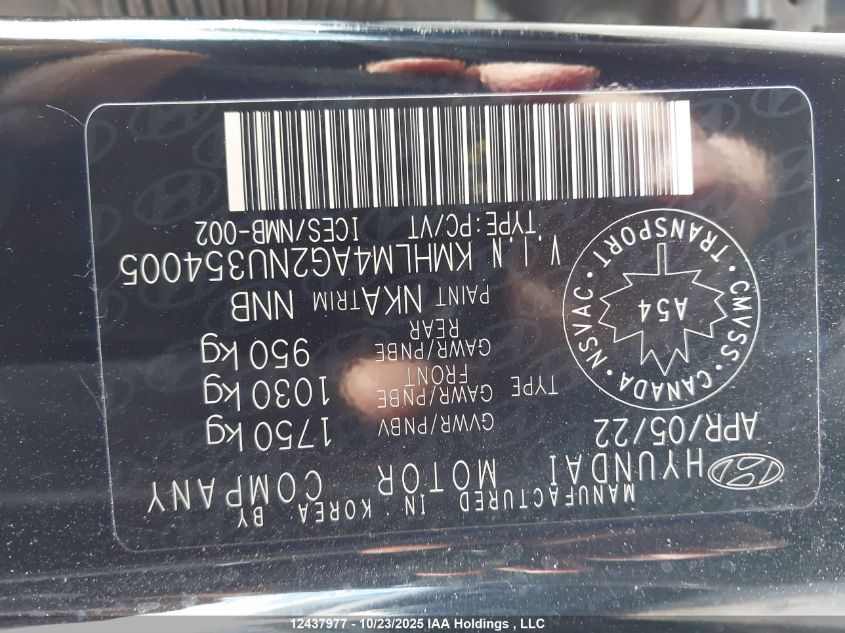 MANUFACTURED IN KOREA BY
HYUNDAI MOTOR COMPANY
APR/05/22 GVWR/PNBV 1750 kg
TYPE GAWR/PNBE FRONT 1030 kg
GAWR/PNBE REAR 950 kg
PAINT NKA TRIM NNB
V.I.N KMHLM4AG2NU354005
TYPE:PC/VT ICES/NMB-002
CANADA · CMVSS · TRANSPORT · NSVAC ·
A54
12437977 - 10/23/2025 IAA Holdings , LLC